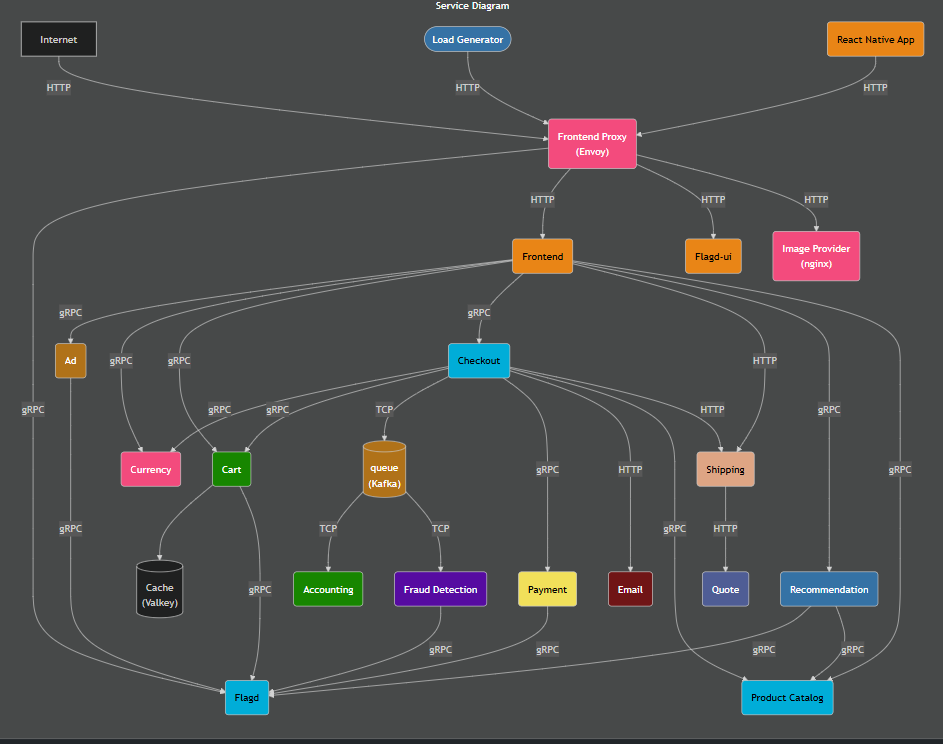 Service Diagram
Internet
Load Generator
React Native App
HTTP
HTTP
HTTP
Frontend Proxy
(Envoy)
HTTP
HTTP
HTTP
Frontend
Flagd-ui
Image Provider
(nginx)
gRPC
gRPC
Ad
gRPC
gRPC
Checkout
HTTP
gRPC
gRPC
gRPC
TCP
HTTP
gRPC
Currency
Cart
queue
(Kafka)
gRPC
HTTP
Shipping
gRPC
gRPC
TCP
TCP
gRPC
HTTP
Cache
(Valkey)
gRPC
Accounting
Fraud Detection
Payment
Email
Quote
Recommendation
gRPC
gRPC
gRPC
gRPC
Flagd
Product Catalog